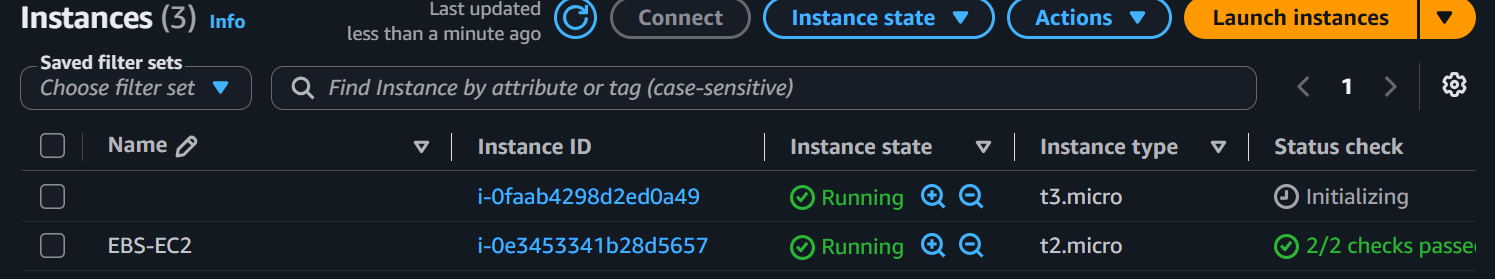 Instances (3) Info
Last updated
less than a minute ago
Connect
Instance state
Actions
Launch instances
Saved filter sets
Choose filter set
Find Instance by attribute or tag (case-sensitive)
1
Name Instance ID Instance state Instance type Status check
i-0faab4298d2ed0a49 Running t3.micro Initializing
EBS-EC2 i-0e3453341b28d5657 Running t2.micro 2/2 checks passe